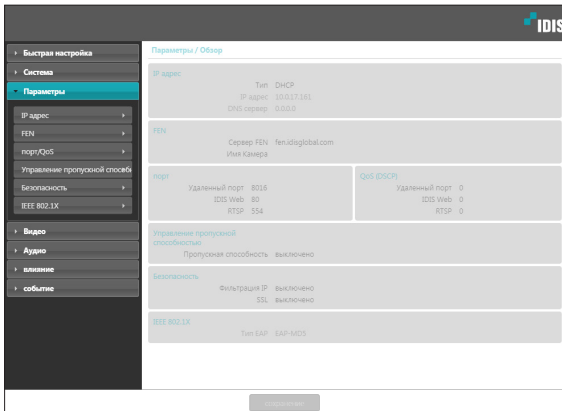 IDIS
Быстрая настройка
Система
Параметры
IP адрес
FEN
порт/QoS
Управление пропускной способн
Безопасность
IEEE 802.1X
Видео
Аудио
влияние
событие
Параметры / Обзор
IP адрес
Тип DHCP
IP адрес 10.0.17.161
DNS сервер 0.0.0.0
FEN
Сервер FEN fen.idisglobal.com
Имя Камера
порт
Удаленный порт 8016
IDIS Web 80
RTSP 554
QoS (DSCP)
Удаленный порт 0
IDIS Web 0
RTSP 0
Управление пропускной
способностью
Пропускная способность выключено
Безопасность
Фильтрация IP выключено
SSL выключено
IEEE 802.1X
Тип EAP EAP-MD5
сохранение